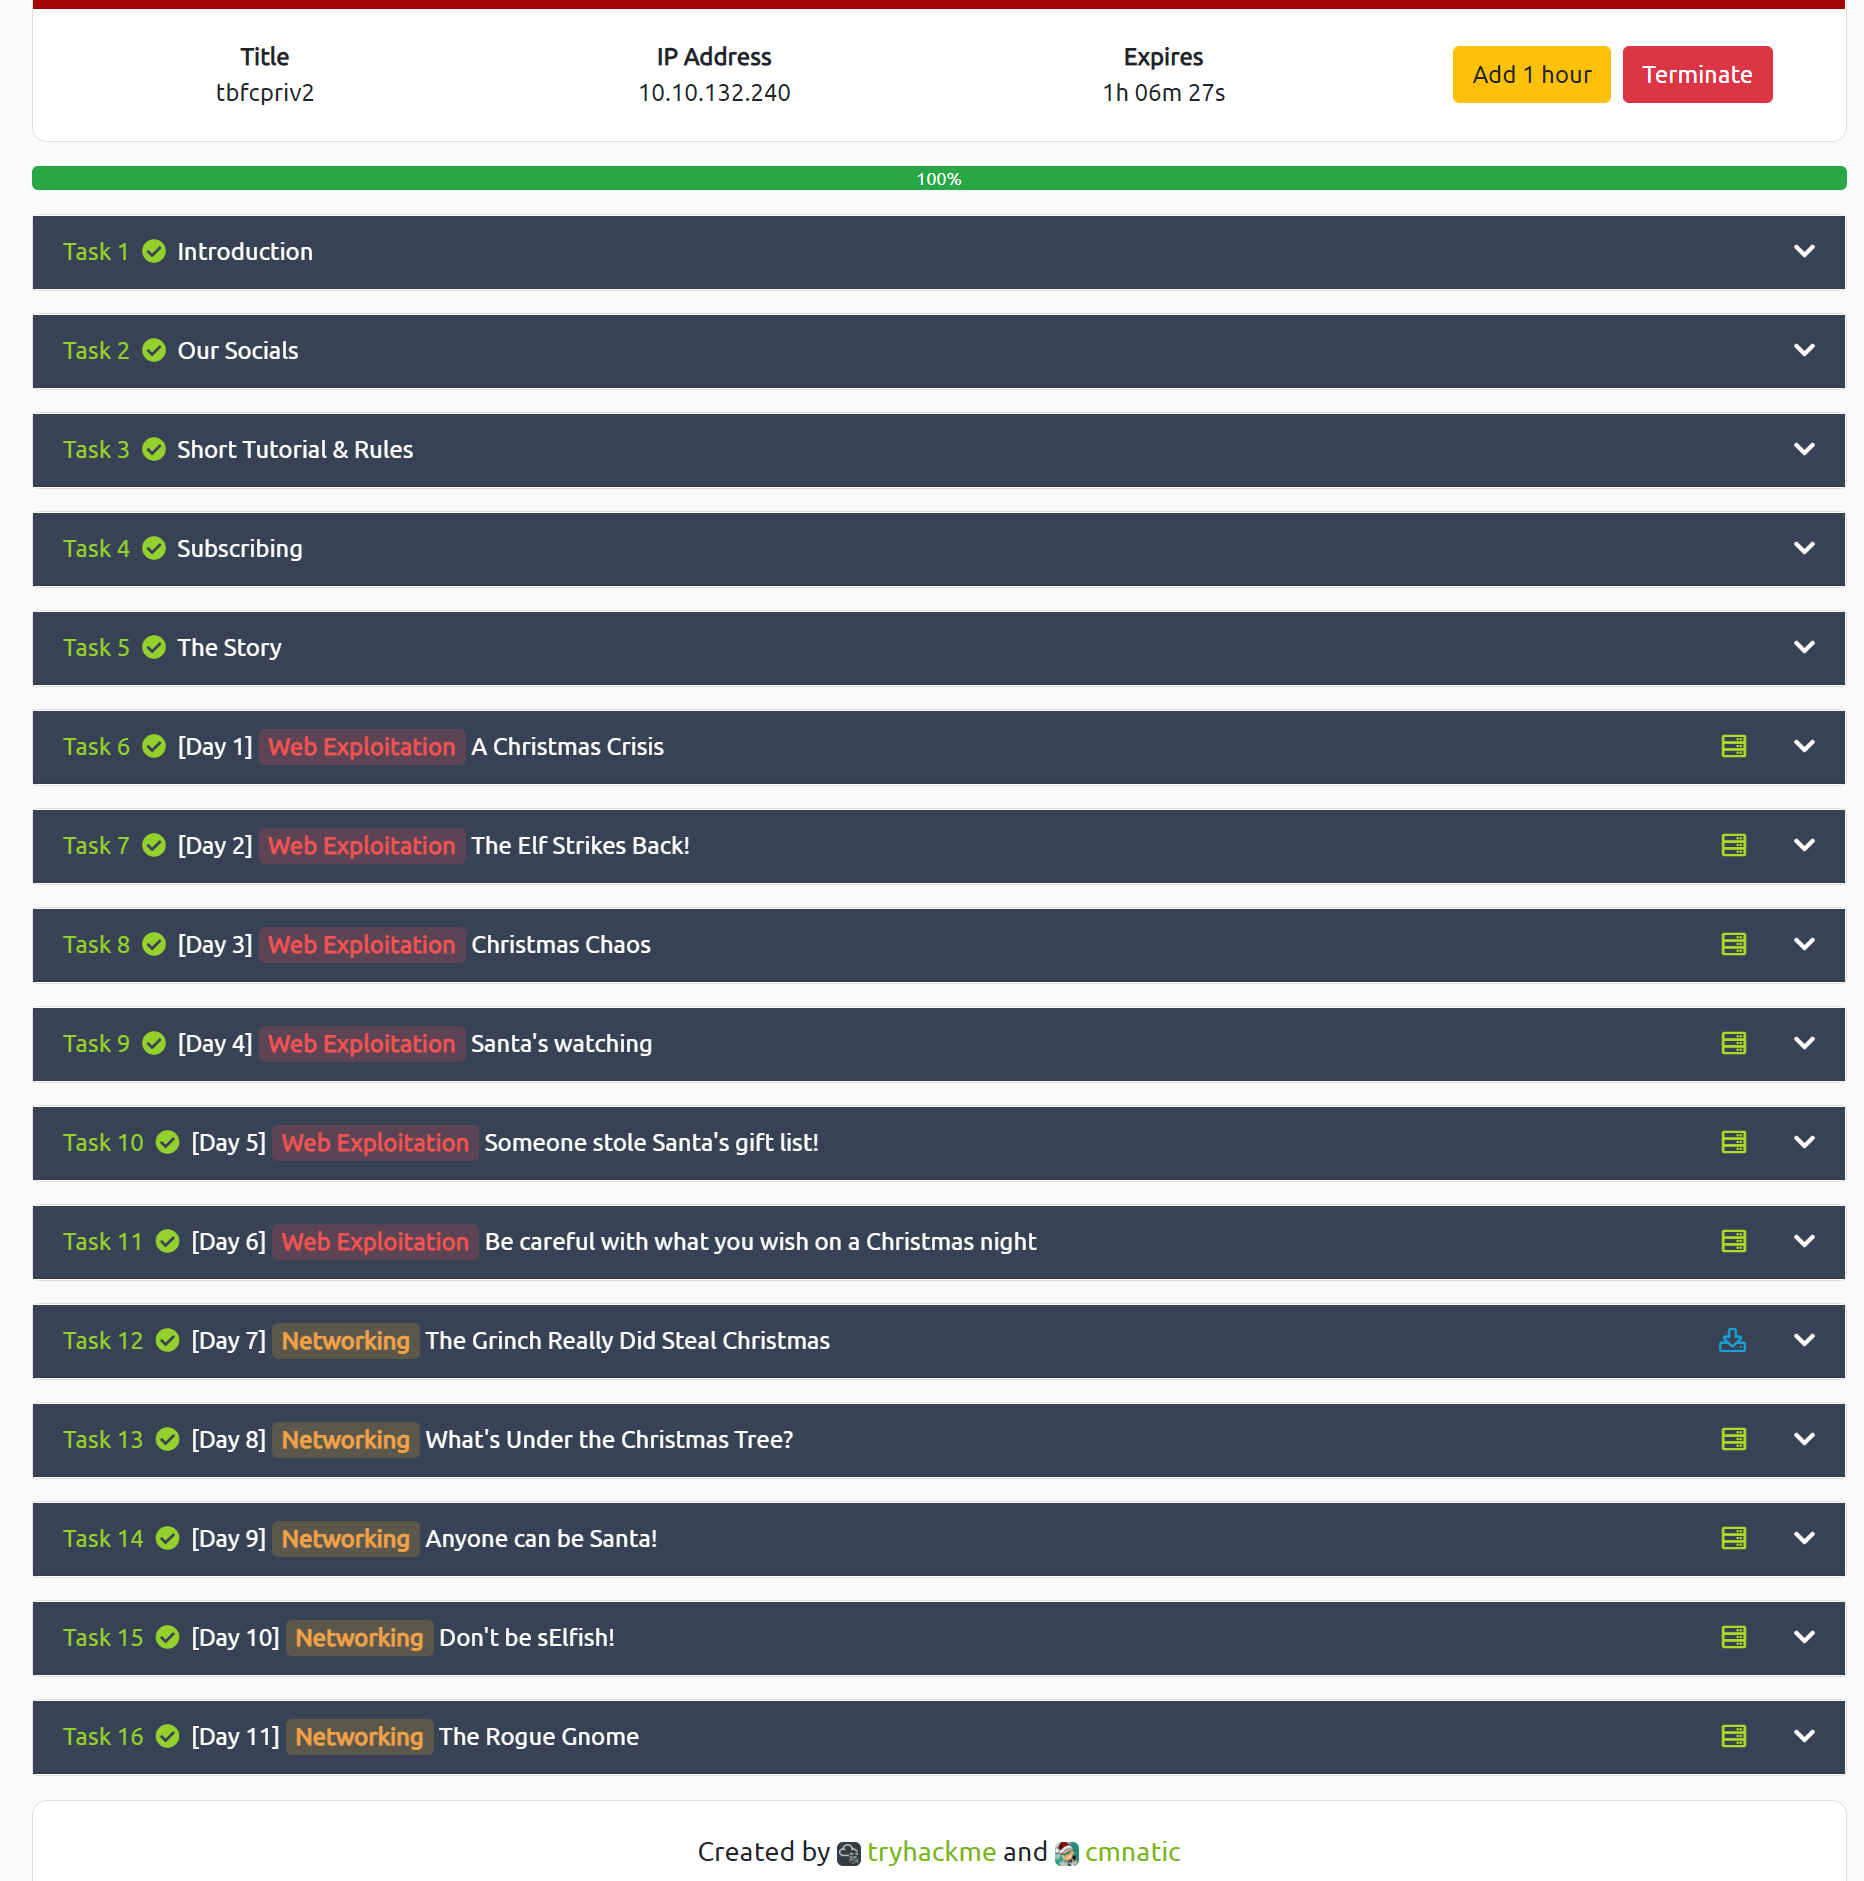 Title IP Address Expires
tbfcpriv2 10.10.132.240 1h 06m 27s
Add 1 hour Terminate
100%
Task 1 Introduction
Task 2 Our Socials
Task 3 Short Tutorial & Rules
Task 4 Subscribing
Task 5 The Story
Task 6 [Day 1] Web Exploitation A Christmas Crisis
Task 7 [Day 2] Web Exploitation The Elf Strikes Back!
Task 8 [Day 3] Web Exploitation Christmas Chaos
Task 9 [Day 4] Web Exploitation Santa's watching
Task 10 [Day 5] Web Exploitation Someone stole Santa's gift list!
Task 11 [Day 6] Web Exploitation Be careful with what you wish on a Christmas night
Task 12 [Day 7] Networking The Grinch Really Did Steal Christmas
Task 13 [Day 8] Networking What's Under the Christmas Tree?
Task 14 [Day 9] Networking Anyone can be Santa!
Task 15 [Day 10] Networking Don't be sElfish!
Task 16 [Day 11] Networking The Rogue Gnome
Created by tryhackme and cmnatic